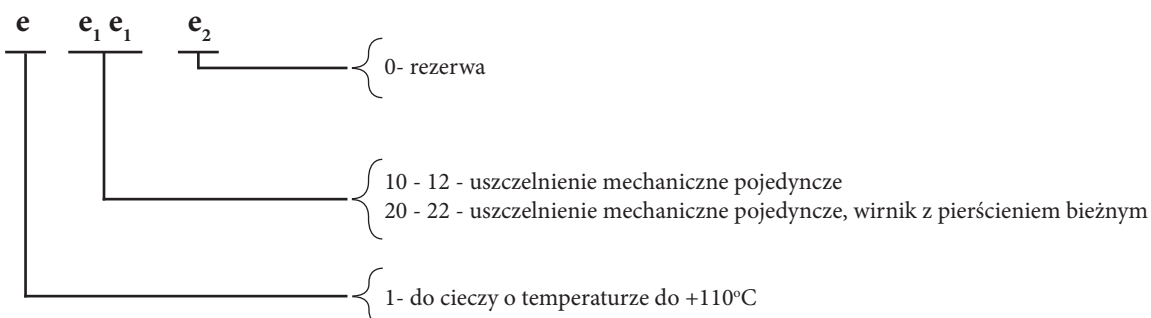 e e₁ e₁ e₂
0- rezerwa
10 - 12 - uszczelnienie mechaniczne pojedyncze
20 - 22 - uszczelnienie mechaniczne pojedyncze, wirnik z pierścieniem bieżnym
1- do cieczy o temperaturze do +110°C